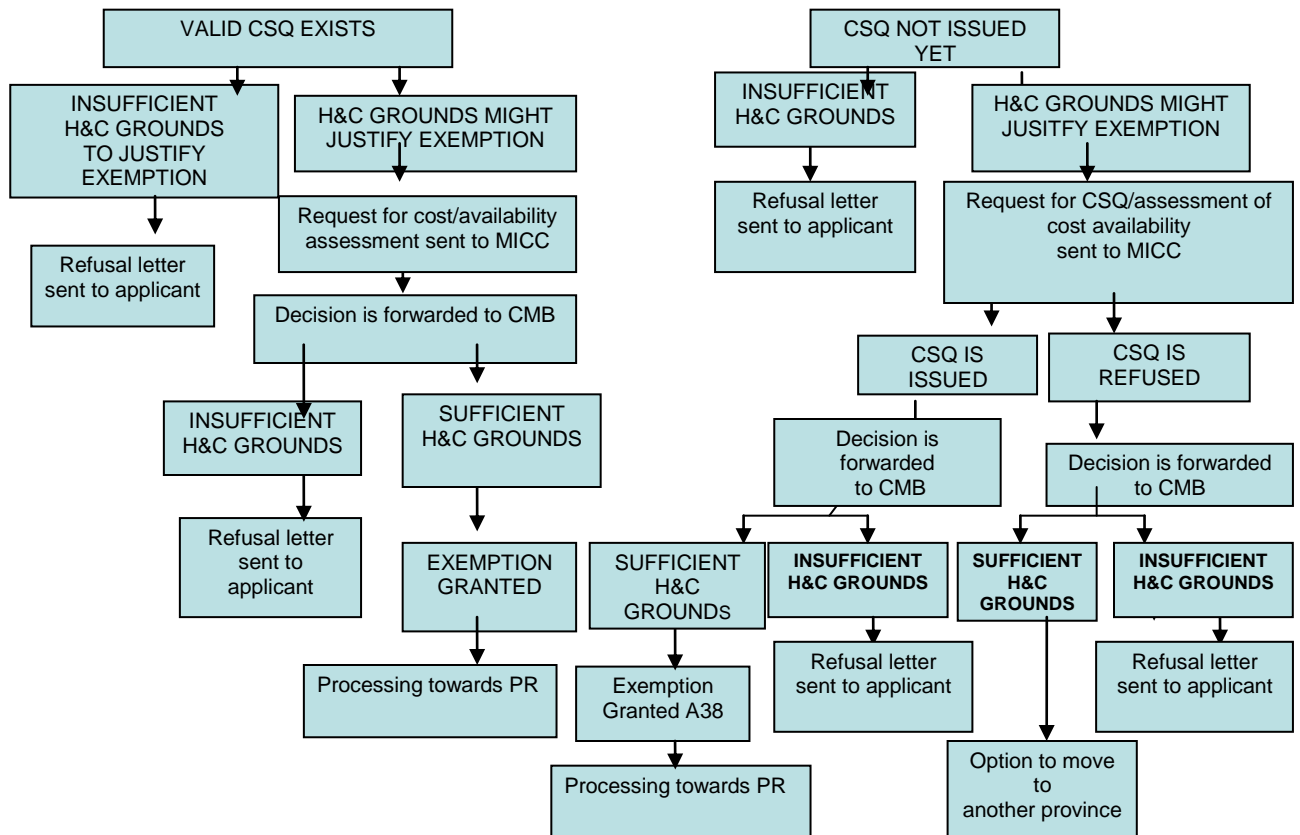 VALID CSQ EXISTS
INSUFFICIENT
H&C GROUNDS
TO JUSTIFY
EXEMPTION
H&C GROUNDS MIGHT
JUSTIFY EXEMPTION
Refusal letter
sent to applicant
Request for cost/availability
assessment sent to MICC
Decision is forwarded to CMB
INSUFFICIENT
H&C GROUNDS
SUFFICIENT
H&C GROUNDS
Refusal letter
sent to
applicant
EXEMPTION
GRANTED
Processing towards PR
CSQ NOT ISSUED
YET
INSUFFICIENT
H&C GROUNDS
H&C GROUNDS MIGHT
JUSITFY EXEMPTION
Refusal letter
sent to applicant
Request for CSQ/assessment of
cost availability
sent to MICC
CSQ IS
ISSUED
CSQ IS
REFUSED
Decision is
forwarded
to CMB
Decision is forwarded
to CMB
SUFFICIENT
H&C
GROUNDS
INSUFFICIENT
H&C GROUNDS
SUFFICIENT
H&C
GROUNDS
INSUFFICIENT
H&C GROUNDS
Exemption
Granted A38
Refusal letter
sent to applicant
Refusal letter
sent to applicant
Processing towards PR
Option to move
to
another province